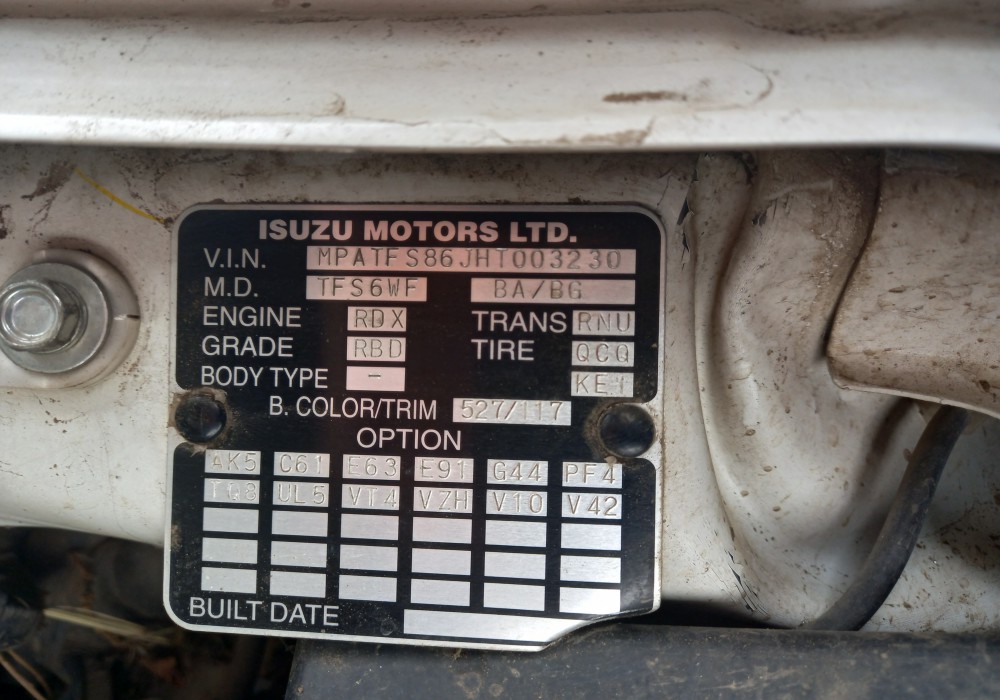 ISUZU MOTORS LTD.
V.I.N. MPATFS86JHT003230
M.D. TFS6WF BA/BG
ENGINE RDX TRANS RNU
GRADE RBD TIRE QCQ
BODY TYPE -
B. COLOR/TRIM 527/117
OPTION
AK5 C61 E63 E91 G44 PF4
TQ8 UL5 VT4 VZH V10 V42
BUILT DATE